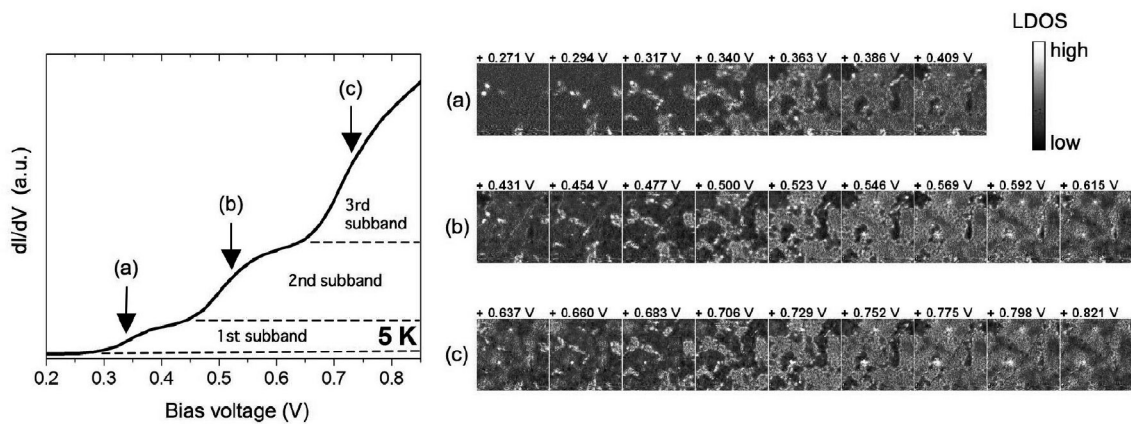 dI/dV (a.u.)
(a)
(b)
(c)
1st subband
2nd subband
3rd
subband
5 K
0.2 0.3 0.4 0.5 0.6 0.7 0.8
Bias voltage (V)
LDOS
high
low
(a)
+ 0.271 V + 0.294 V + 0.317 V + 0.340 V + 0.363 V + 0.386 V + 0.409 V
(b)
+ 0.431 V + 0.454 V + 0.477 V + 0.500 V + 0.523 V + 0.546 V + 0.569 V + 0.592 V + 0.615 V
(c)
+ 0.637 V + 0.660 V + 0.683 V + 0.706 V + 0.729 V + 0.752 V + 0.775 V + 0.798 V + 0.821 V